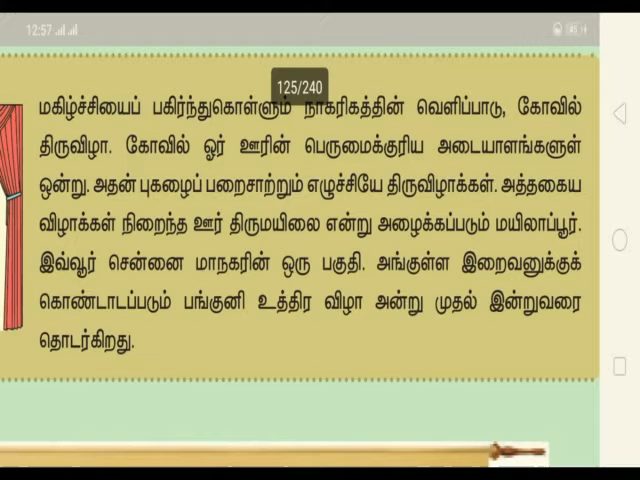 12:57
85
125/240
மகிழ்ச்சியைப் பகிர்ந்துகொள்ளும் நாகரிகத்தின் வெளிப்பாடு, கோவில்
திருவிழா. கோவில் ஓர் ஊரின் பெருமைக்குரிய அடையாளங்களுள்
ஒன்று. அதன் புகழைப் பறைசாற்றும் எழுச்சியே திருவிழாக்கள். அத்தகைய
விழாக்கள் நிறைந்த ஊர் திருமயிலை என்று அழைக்கப்படும் மயிலாப்பூர்.
இவ்வூர் சென்னை மாநகரின் ஒரு பகுதி. அங்குள்ள இறைவனுக்குக்
கொண்டாடப்படும் பங்குனி உத்திர விழா அன்று முதல் இன்றுவரை
தொடர்கிறது.